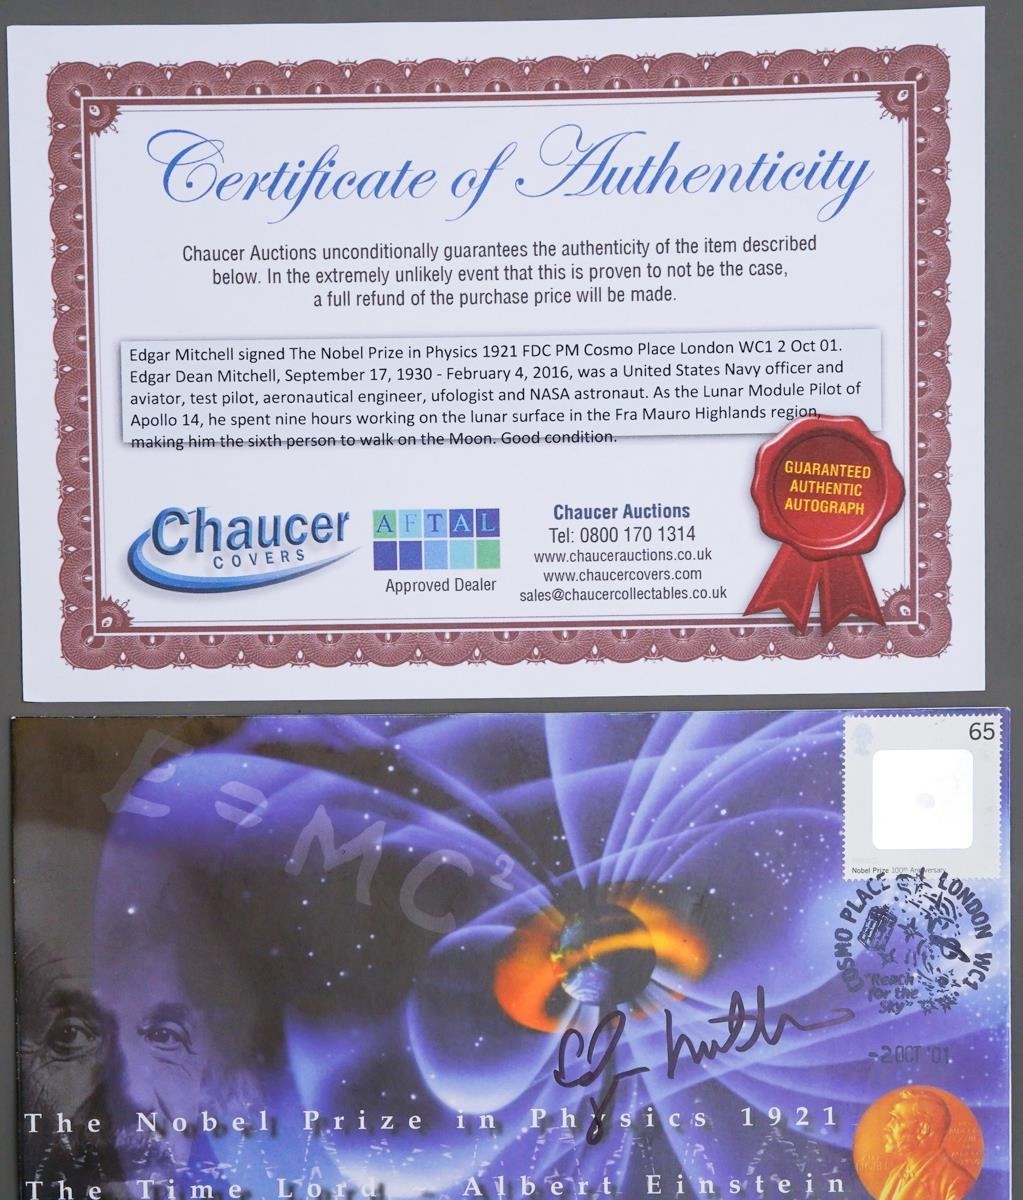 Certificate of Authenticity
Chaucer Auctions unconditionally guarantees the authenticity of the item described
below. In the extremely unlikely event that this is proven to not be the case,
a full refund of the purchase price will be made.
Edgar Mitchell signed The Nobel Prize in Physics 1921 FDC PM Cosmo Place London WC1 2 Oct 01.
Edgar Dean Mitchell, September 17, 1930 - February 4, 2016, was a United States Navy officer and
aviator, test pilot, aeronautical engineer, ufologist and NASA astronaut. As the Lunar Module Pilot of
Apollo 14, he spent nine hours working on the lunar surface in the Fra Mauro Highlands region,
making him the sixth person to walk on the Moon. Good condition.
GUARANTEED
AUTHENTIC
AUTOGRAPH
Chaucer
COVERS
AFTAL
Approved Dealer
Chaucer Auctions
Tel: 0800 170 1314
www.chaucerauctions.co.uk
www.chaucercovers.com
sales@chaucercollectables.co.uk
65
E=MC²
Nobel Prize 100th Anniversary
COSMO PLACE LONDON WC1
"Reach
for the
Sky"
-2 OCT '01
Edgar Mitchell
The Nobel Prize in Physics 1921
The Time Lord - Albert Einstein